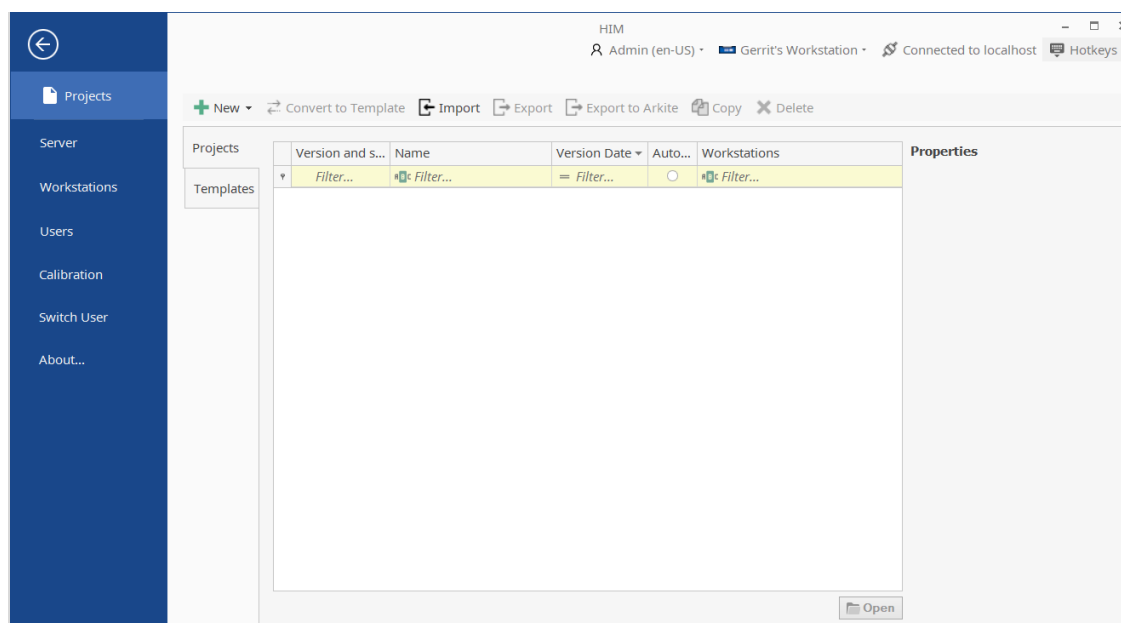 HIM
Admin (en-US) Gerrit's Workstation Connected to localhost Hotkeys
Projects
Server
Workstations
Users
Calibration
Switch User
About...
New Convert to Template Import Export Export to Arkite Copy Delete
Projects
Templates
Version and s... Name Version Date Auto... Workstations
Filter... Filter... = Filter... Filter...
Properties
Open